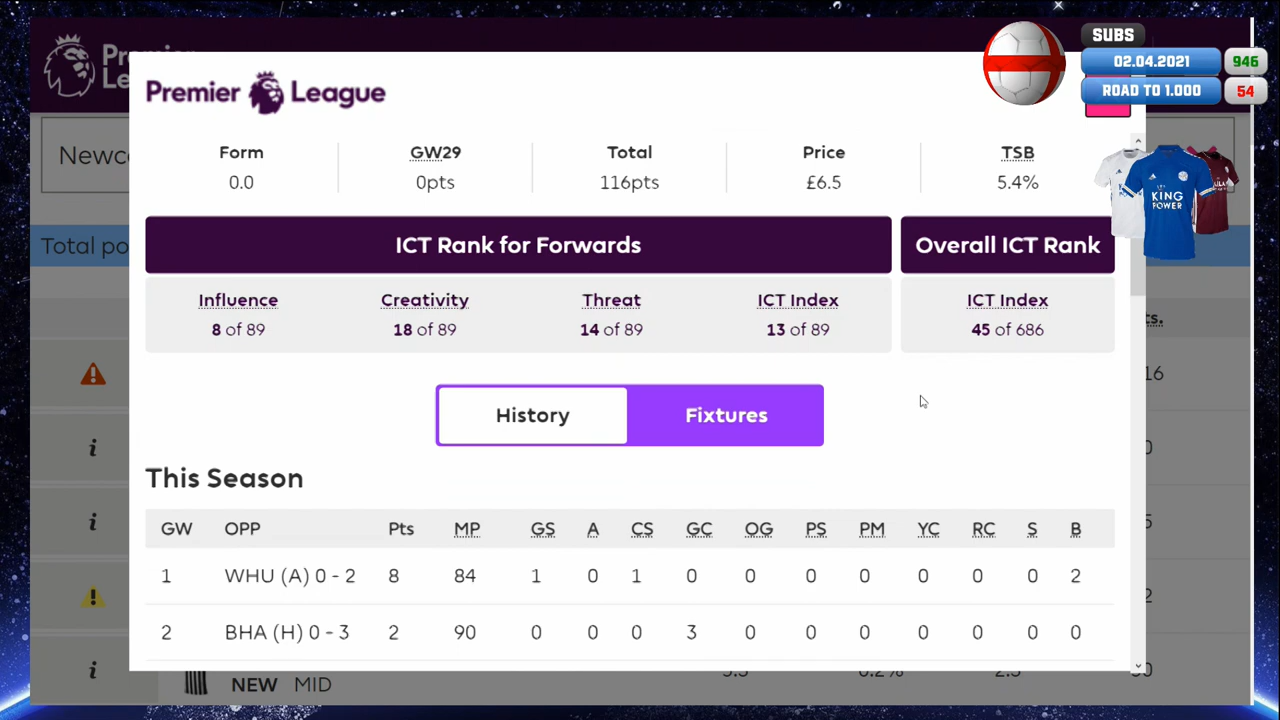 SUBS
02.04.2021 946
ROAD TO 1.000 54
Premier League
Newc
Form GW29 Total Price TSB
0.0 0pts 116pts £6.5 5.4%
KING POWER
Total po
ICT Rank for Forwards Overall ICT Rank
Influence Creativity Threat ICT Index ICT Index
8 of 89 18 of 89 14 of 89 13 of 89 45 of 686
ts.
16
History Fixtures
This Season
GW OPP Pts MP GS A CS GC OG PS PM YC RC S B
1 WHU (A) 0 - 2 8 84 1 0 1 0 0 0 0 0 0 0 2
2 BHA (H) 0 - 3 2 90 0 0 0 3 0 0 0 0 0 0 0
NEW MID